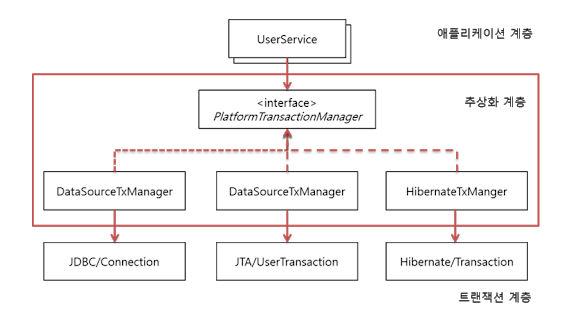 애플리케이션 계층
UserService
추상화 계층
<interface>
PlatformTransactionManager
DataSourceTxManager
DataSourceTxManager
HibernateTxManger
JDBC/Connection
JTA/UserTransaction
Hibernate/Transaction
트랜잭션 계층